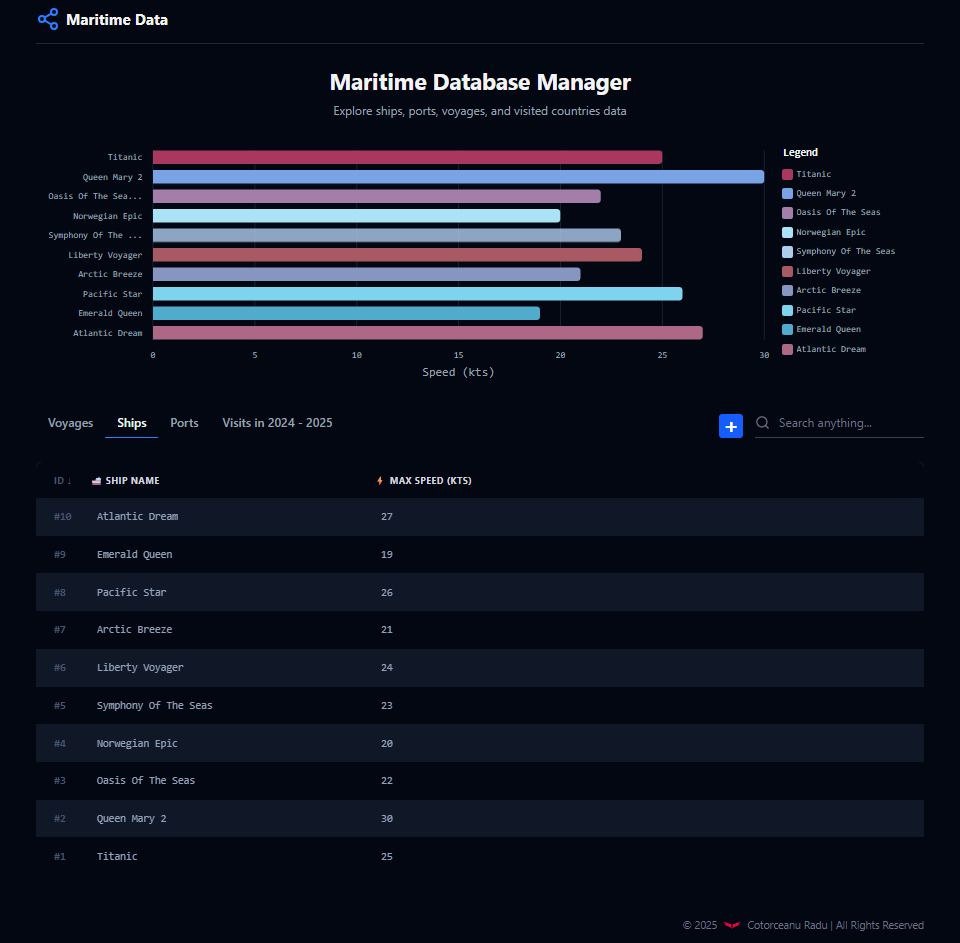 Maritime Data
Maritime Database Manager
Explore ships, ports, voyages, and visited countries data
Titanic
Queen Mary 2
Oasis Of The Sea...
Norwegian Epic
Symphony Of The ...
Liberty Voyager
Arctic Breeze
Pacific Star
Emerald Queen
Atlantic Dream
0 5 10 15 20 25 30
Speed (kts)
Legend
Titanic
Queen Mary 2
Oasis Of The Seas
Norwegian Epic
Symphony Of The Seas
Liberty Voyager
Arctic Breeze
Pacific Star
Emerald Queen
Atlantic Dream
Voyages Ships Ports Visits in 2024 - 2025 + Search anything...
ID ↓ SHIP NAME MAX SPEED (KTS)
#10 Atlantic Dream 27
#9 Emerald Queen 19
#8 Pacific Star 26
#7 Arctic Breeze 21
#6 Liberty Voyager 24
#5 Symphony Of The Seas 23
#4 Norwegian Epic 20
#3 Oasis Of The Seas 22
#2 Queen Mary 2 30
#1 Titanic 25
© 2025 Cotorceanu Radu | All Rights Reserved